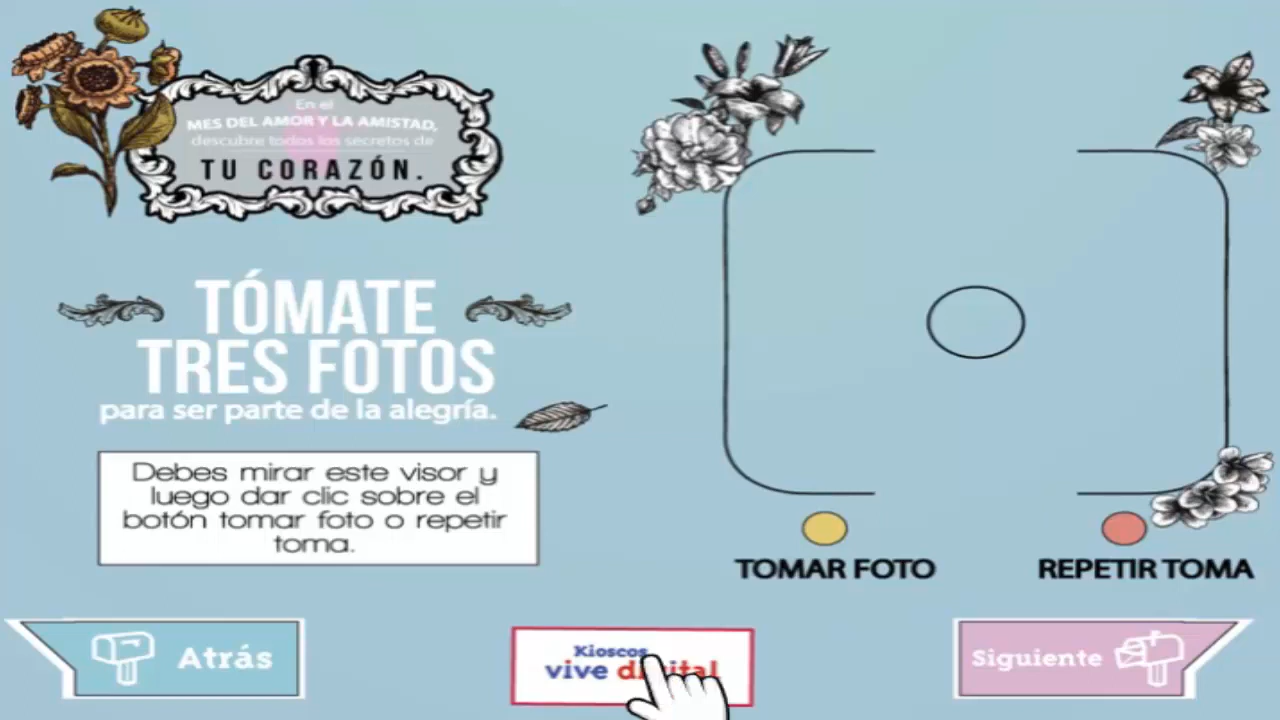 En el
MES DEL AMOR Y LA AMISTAD,
descubre todos los secretos de
TU CORAZÓN.
TÓMATE
TRES FOTOS
para ser parte de la alegría.
Debes mirar este visor y
luego dar clic sobre el
botón tomar foto o repetir
toma.
TOMAR FOTO
REPETIR TOMA
Atrás
Kioscos
vive digital
Siguiente